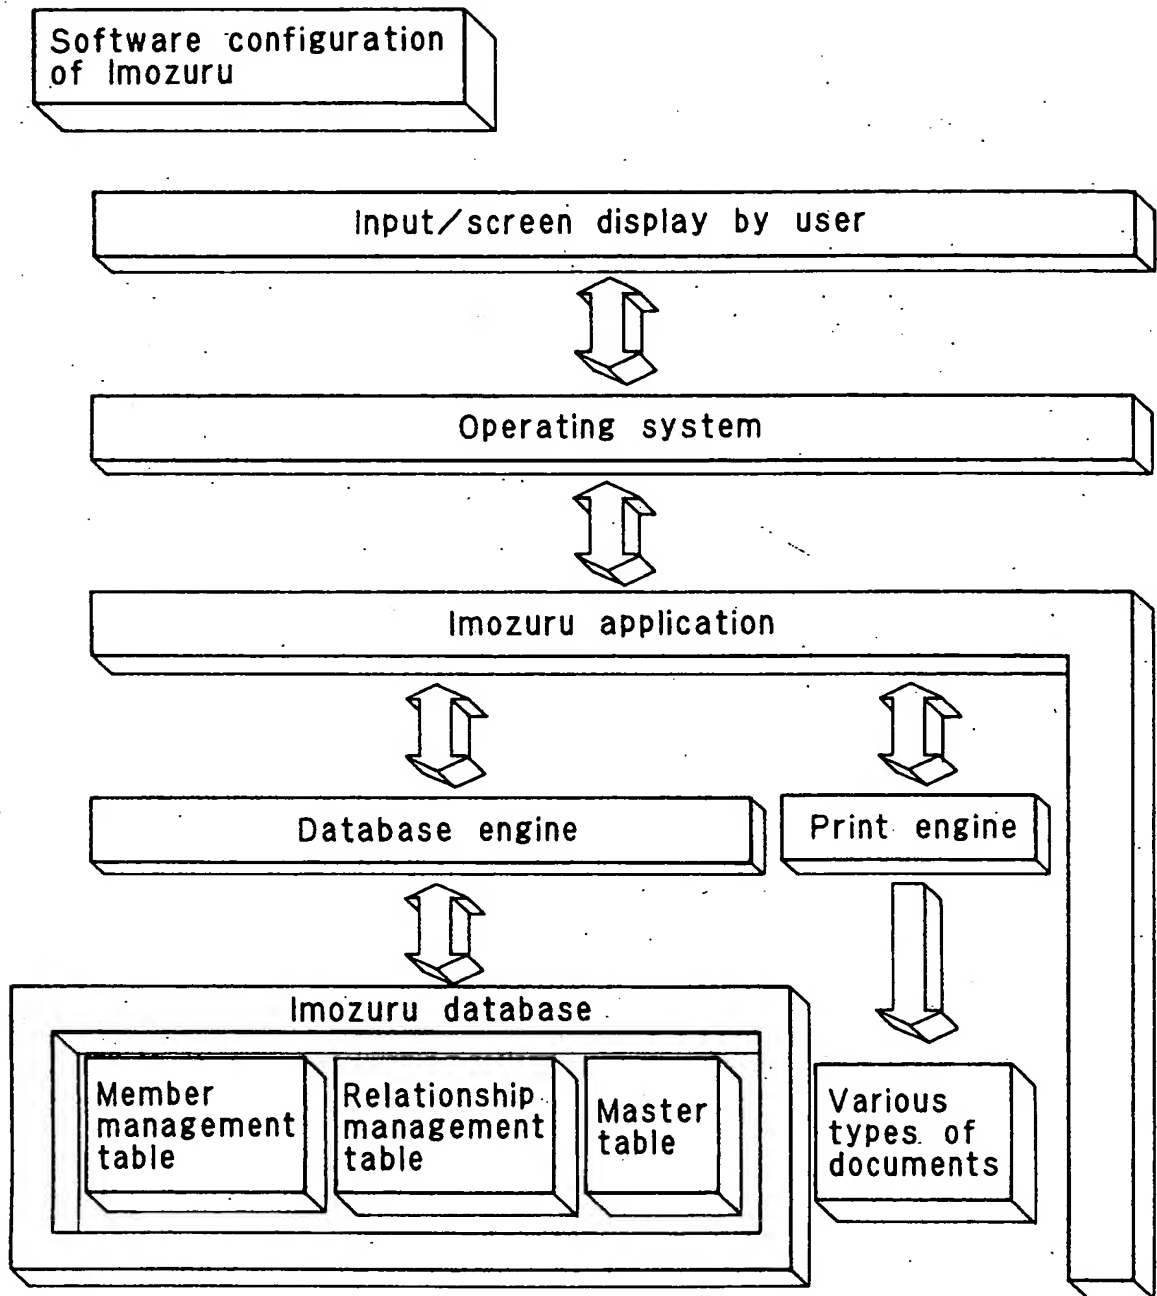 Software configuration
of Imozuru
Input/screen display by user
Operating system
Imozuru application
Database engine
Print engine
Imozuru database
Member
management
table
Relationship
management
table
Master
table
Various
types of
documents